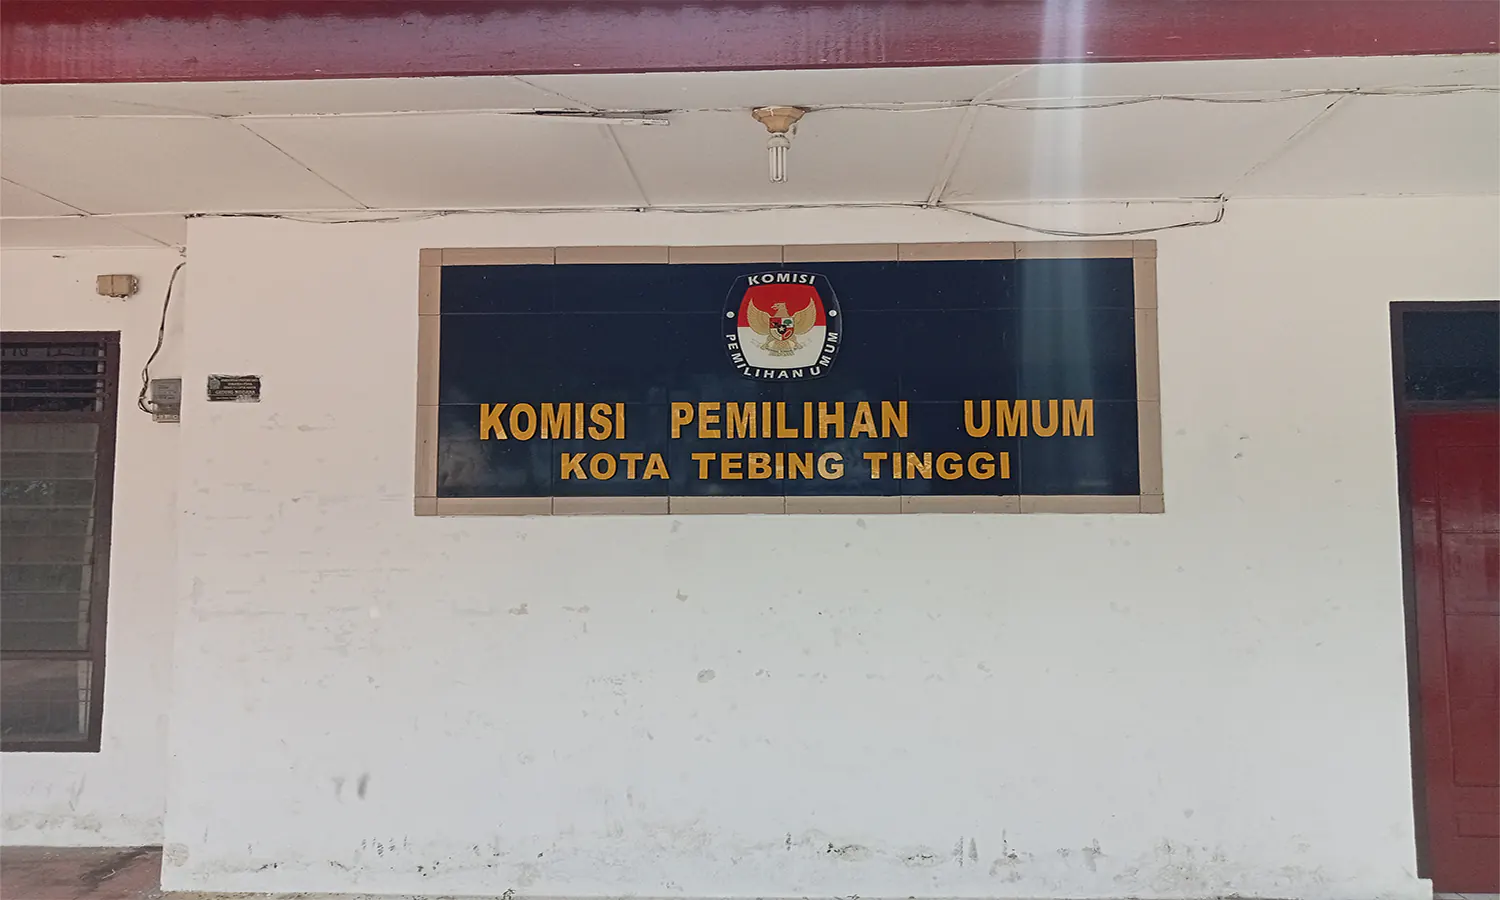 KOMISI
PEMILIHAN UMUM
KOMISI PEMILIHAN UMUM
KOTA TEBING TINGGI